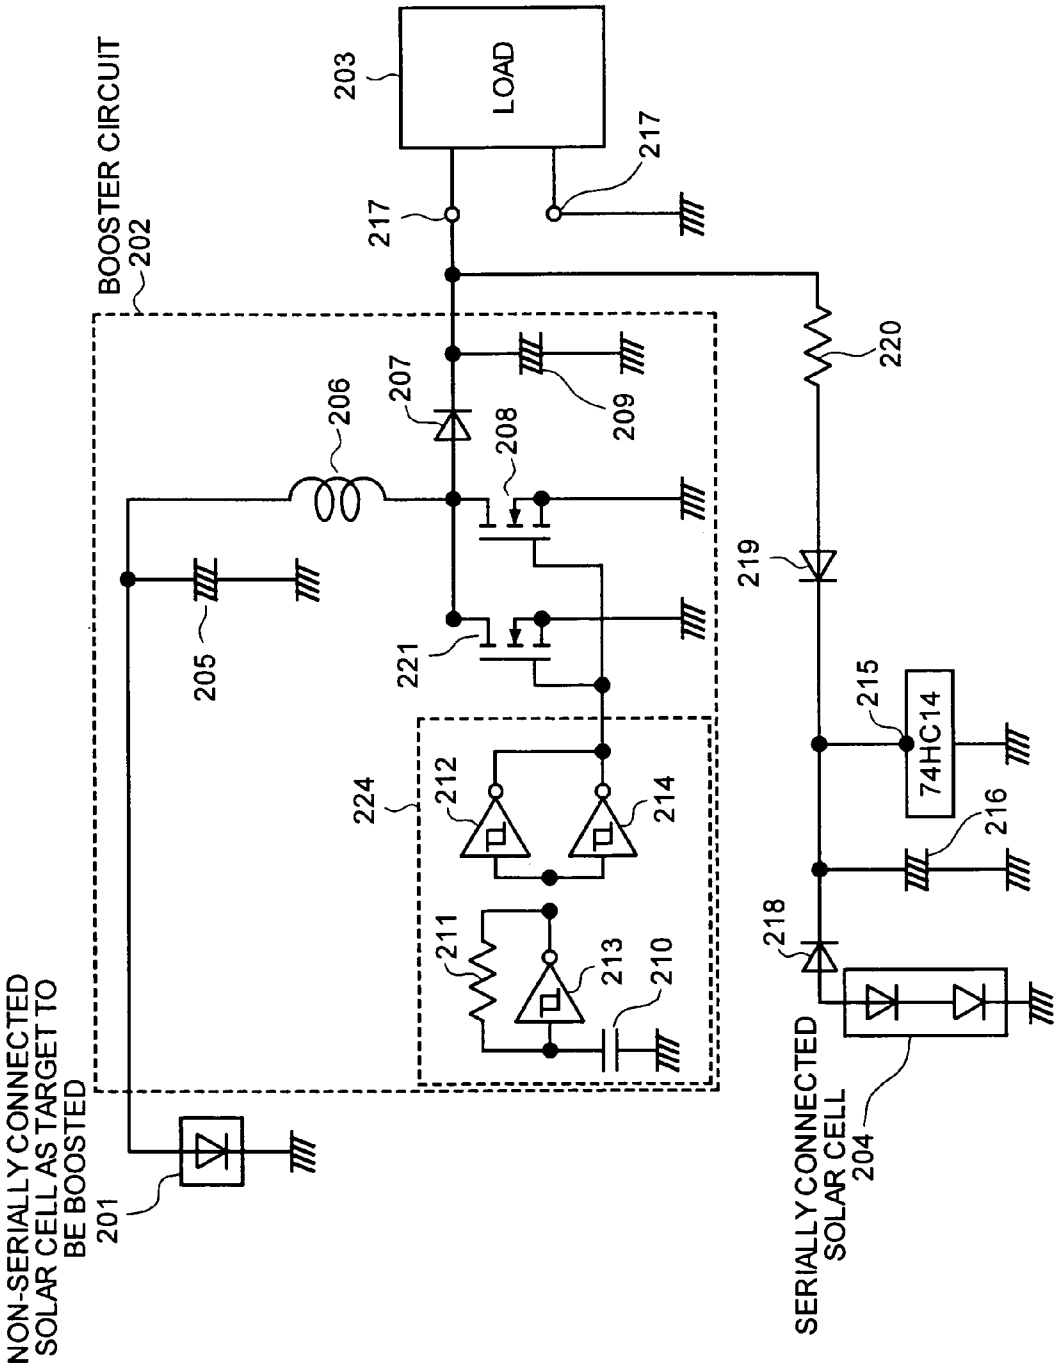 NON-SERIALLY CONNECTED
SOLAR CELL AS TARGET TO
BE BOOSTED
201
BOOSTER CIRCUIT
202
203
LOAD
217
217
205
206
207
208
209
221
224
212
214
211
213
210
220
219
215
74HC14
216
218
SERIALLY CONNECTED
SOLAR CELL
204